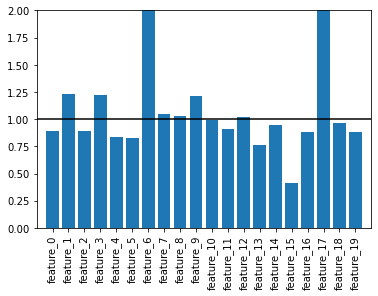 2.00
1.75
1.50
1.25
1.00
0.75
0.50
0.25
0.00
feature_0
feature_1
feature_2
feature_3
feature_4
feature_5
feature_6
feature_7
feature_8
feature_9
feature_10
feature_11
feature_12
feature_13
feature_14
feature_15
feature_16
feature_17
feature_18
feature_19